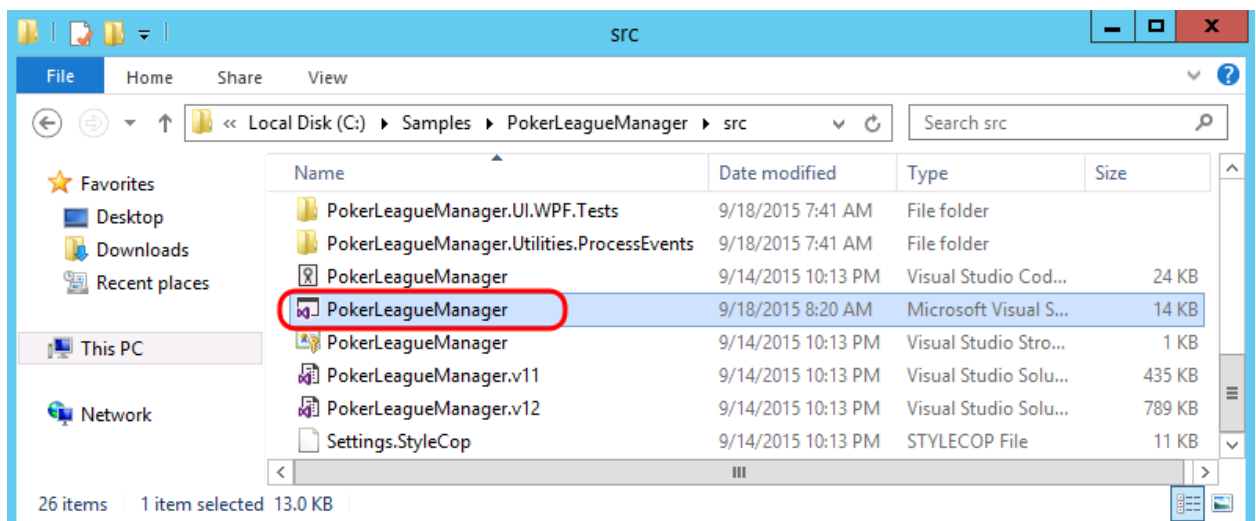 src
File Home Share View
« Local Disk (C:) Samples PokerLeagueManager src Search src
Name Date modified Type Size
Favorites
Desktop
Downloads
Recent places
This PC
Network
PokerLeagueManager.UI.WPF.Tests 9/18/2015 7:41 AM File folder
PokerLeagueManager.Utilities.ProcessEvents 9/18/2015 7:41 AM File folder
PokerLeagueManager 9/14/2015 10:13 PM Visual Studio Cod... 24 KB
PokerLeagueManager 9/18/2015 8:20 AM Microsoft Visual S... 14 KB
PokerLeagueManager 9/14/2015 10:13 PM Visual Studio Stro... 1 KB
PokerLeagueManager.v11 9/14/2015 10:13 PM Visual Studio Solu... 435 KB
PokerLeagueManager.v12 9/14/2015 10:13 PM Visual Studio Solu... 789 KB
Settings.StyleCop 9/14/2015 10:13 PM STYLECOP File 11 KB
26 items 1 item selected 13.0 KB